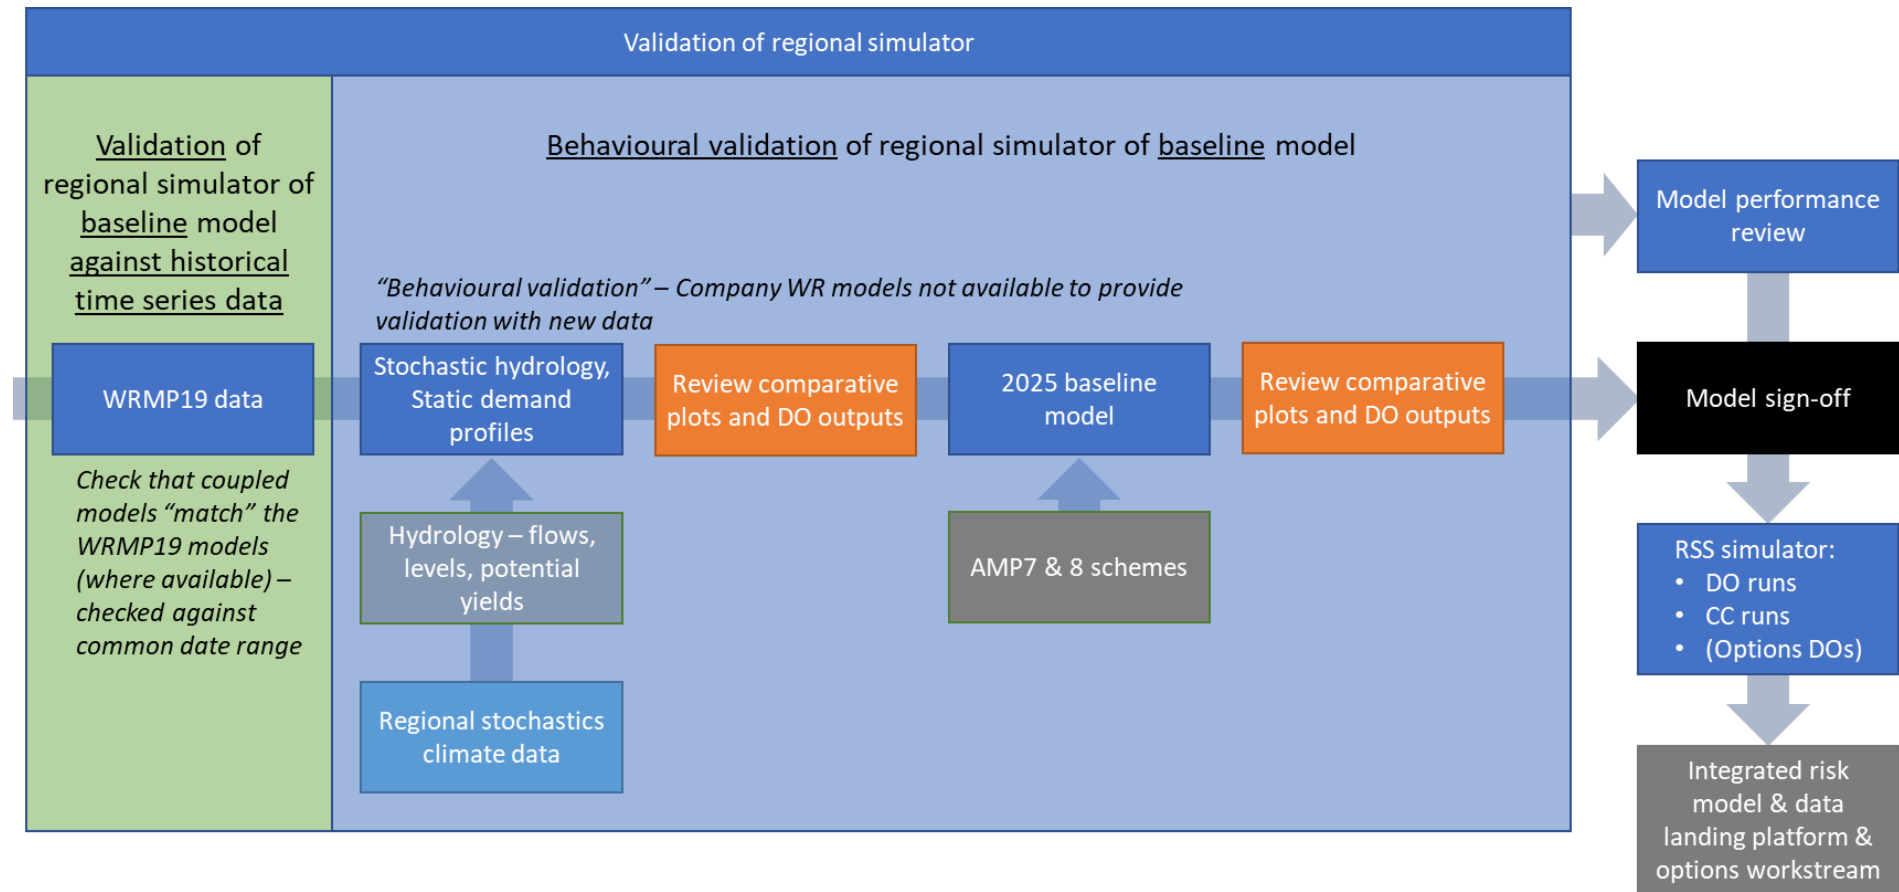 Validation of regional simulator
Validation of
regional simulator of
baseline model
against historical
time series data
WRMP19 data
Check that coupled
models “match” the
WRMP19 models
(where available) –
checked against
common date range
Behavioural validation of regional simulator of baseline model
“Behavioural validation” – Company WR models not available to provide
validation with new data
Stochastic hydrology,
Static demand
profiles
Review comparative
plots and DO outputs
2025 baseline
model
Review comparative
plots and DO outputs
Hydrology – flows,
levels, potential
yields
AMP7 & 8 schemes
Regional stochastics
climate data
Model performance
review
Model sign-off
RSS simulator:
• DO runs
• CC runs
• (Options DOs)
Integrated risk
model & data
landing platform &
options workstream